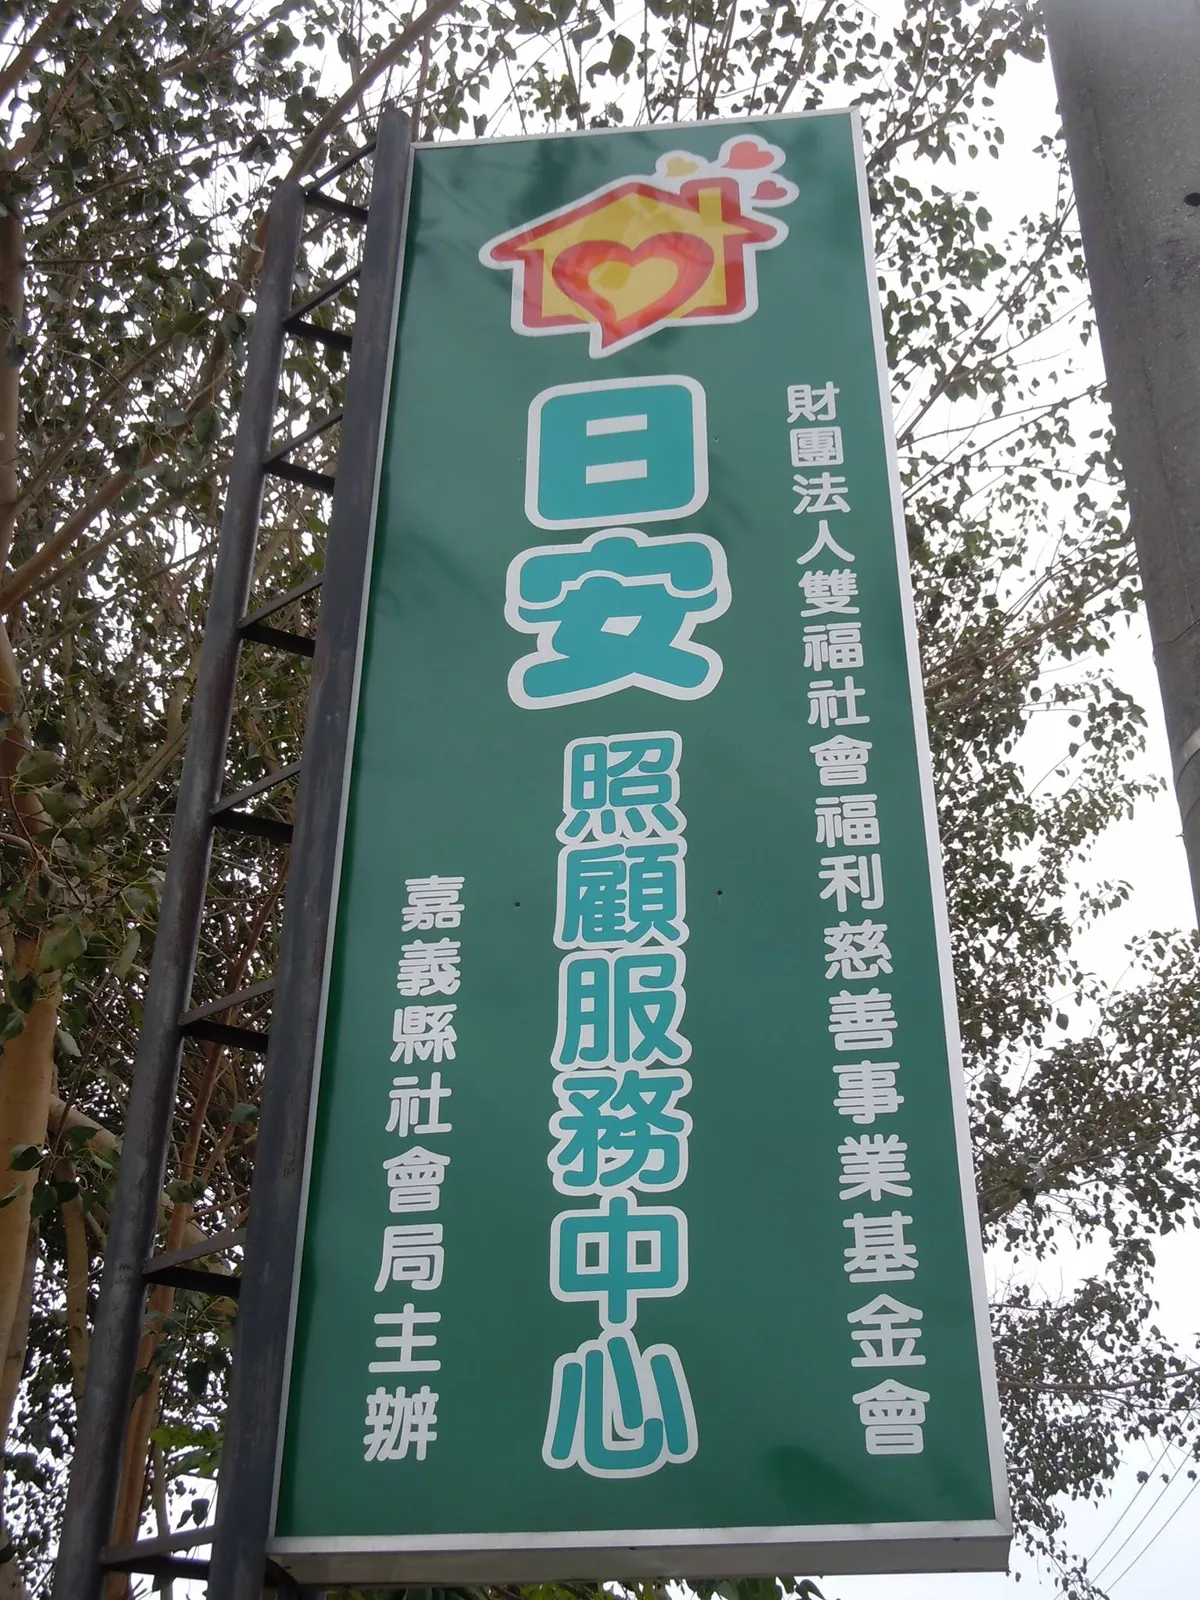 財團法人雙福社會福利慈善事業基金會
日安照顧服務中心
嘉義縣社會局主辦